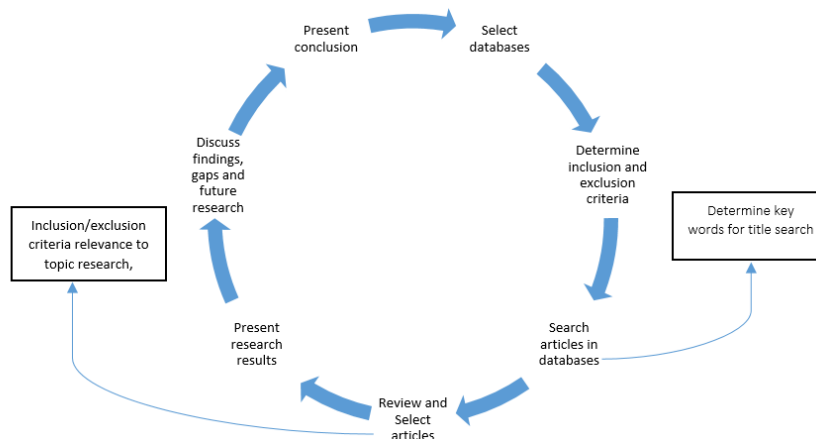 Present
conclusion
Select
databases
Determine
inclusion and
exclusion
criteria
Determine key
words for title search
Search
articles in
databases
Review and
Select
articles
Present
research
results
Inclusion/exclusion
criteria relevance to
topic research,
Discuss
findings,
gaps and
future
research